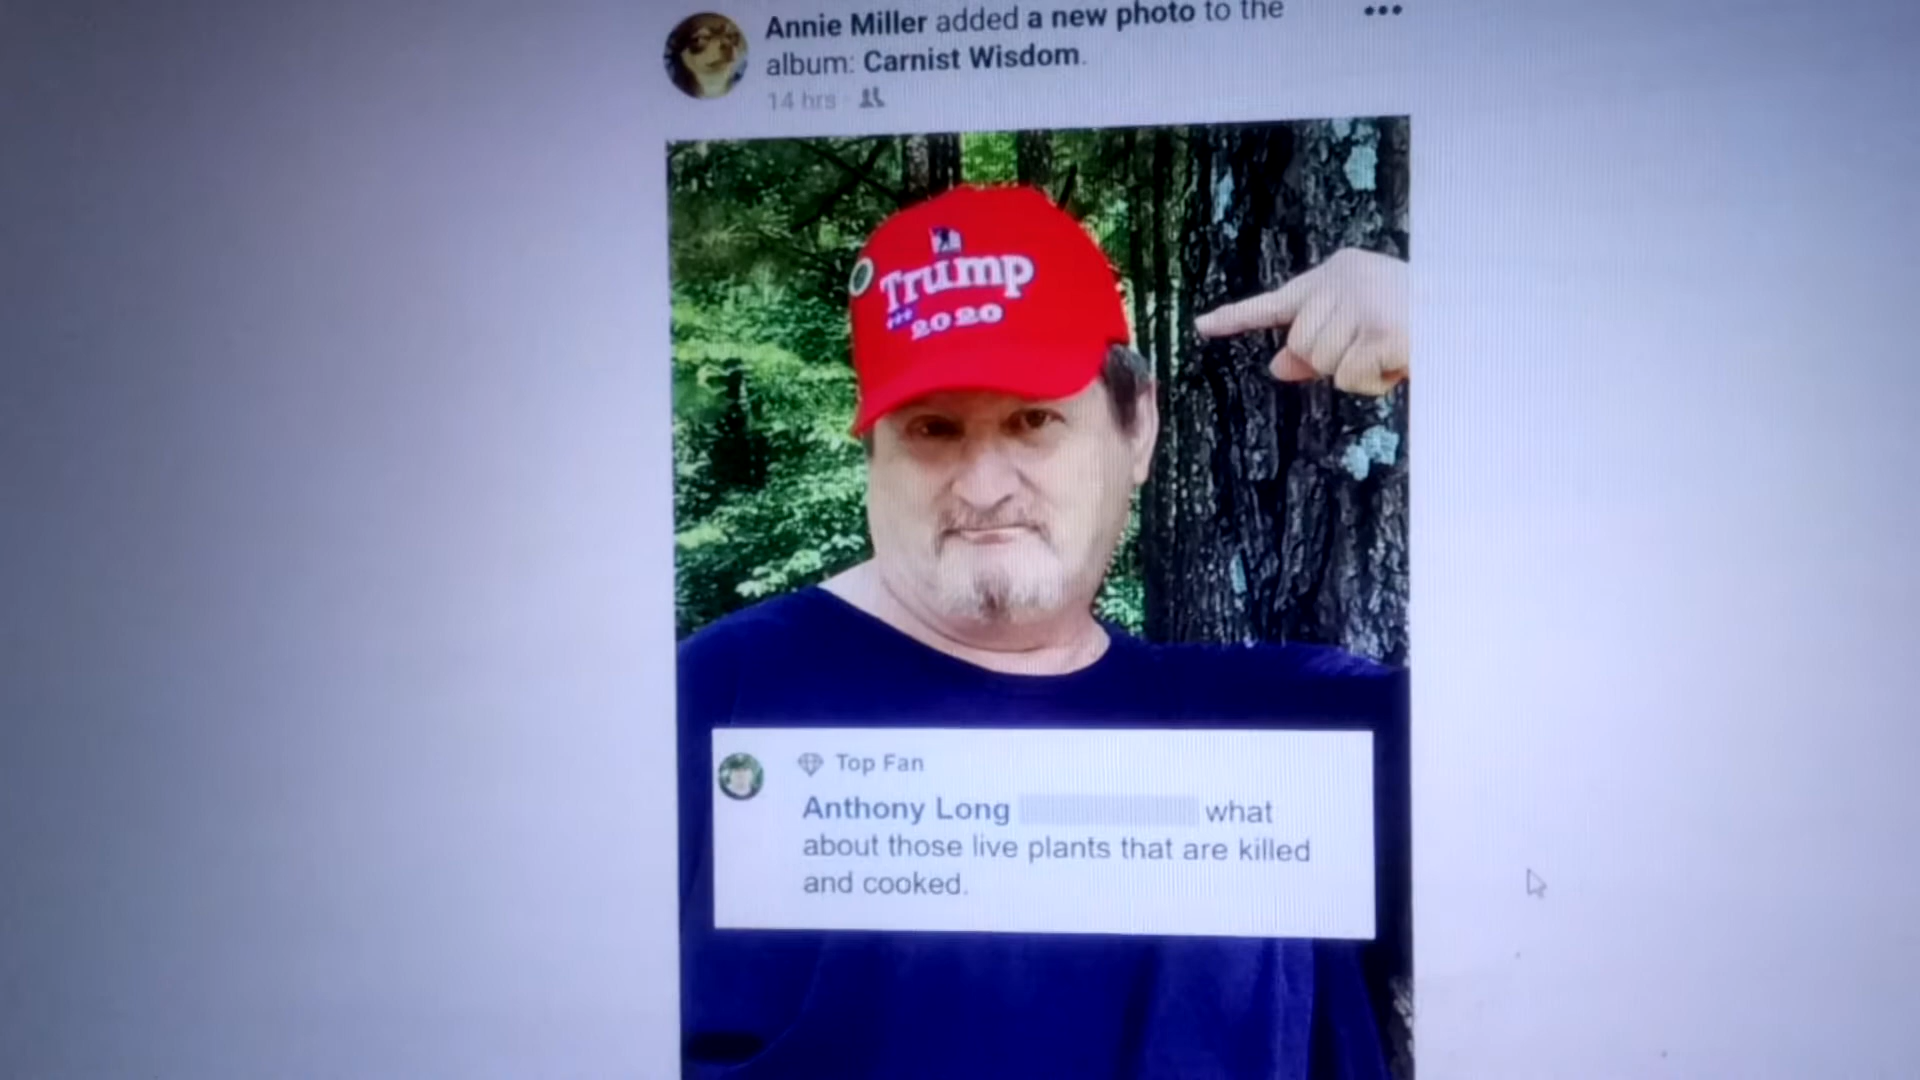 Annie Miller added a new photo to the
album: Carnist Wisdom.
14 hrs
Trump
2020
Top Fan
Anthony Long what
about those live plants that are killed
and cooked.